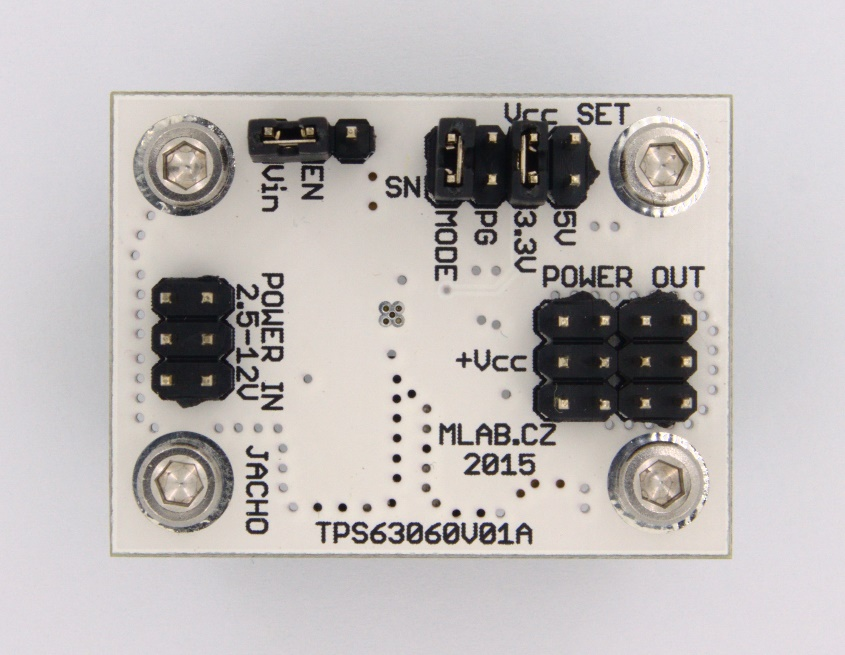 Vcc SET
Vin
EN
SN
MODE
PG
3.3V
5V
POWER IN
2.5-12V
POWER OUT
+Vcc
MLAB.CZ
2015
JACHO
TPS63060V01A